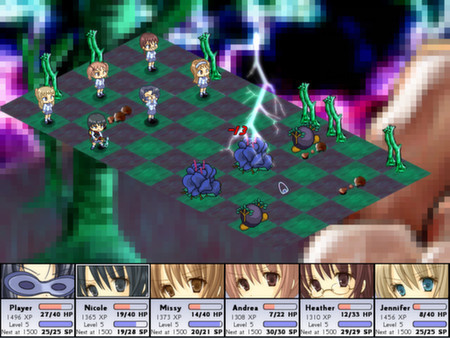 Player Nicole Missy Andrea Heather Jennifer
27/40 HP 19/40 HP 14/40 HP 7/22 HP 12/33 HP 8/40 HP
1496 XP 1365 XP 1373 XP 1308 XP 1310 XP 1456 XP
Level 5 Level 5 Level 5 Level 5 Level 5 Level 5
Next at 1500 25/25 SP Next at 1500 19/28 SP Next at 1500 20/21 SP Next at 1500 30/30 SP Next at 1500 29/29 SP Next at 1500 25/25 SP